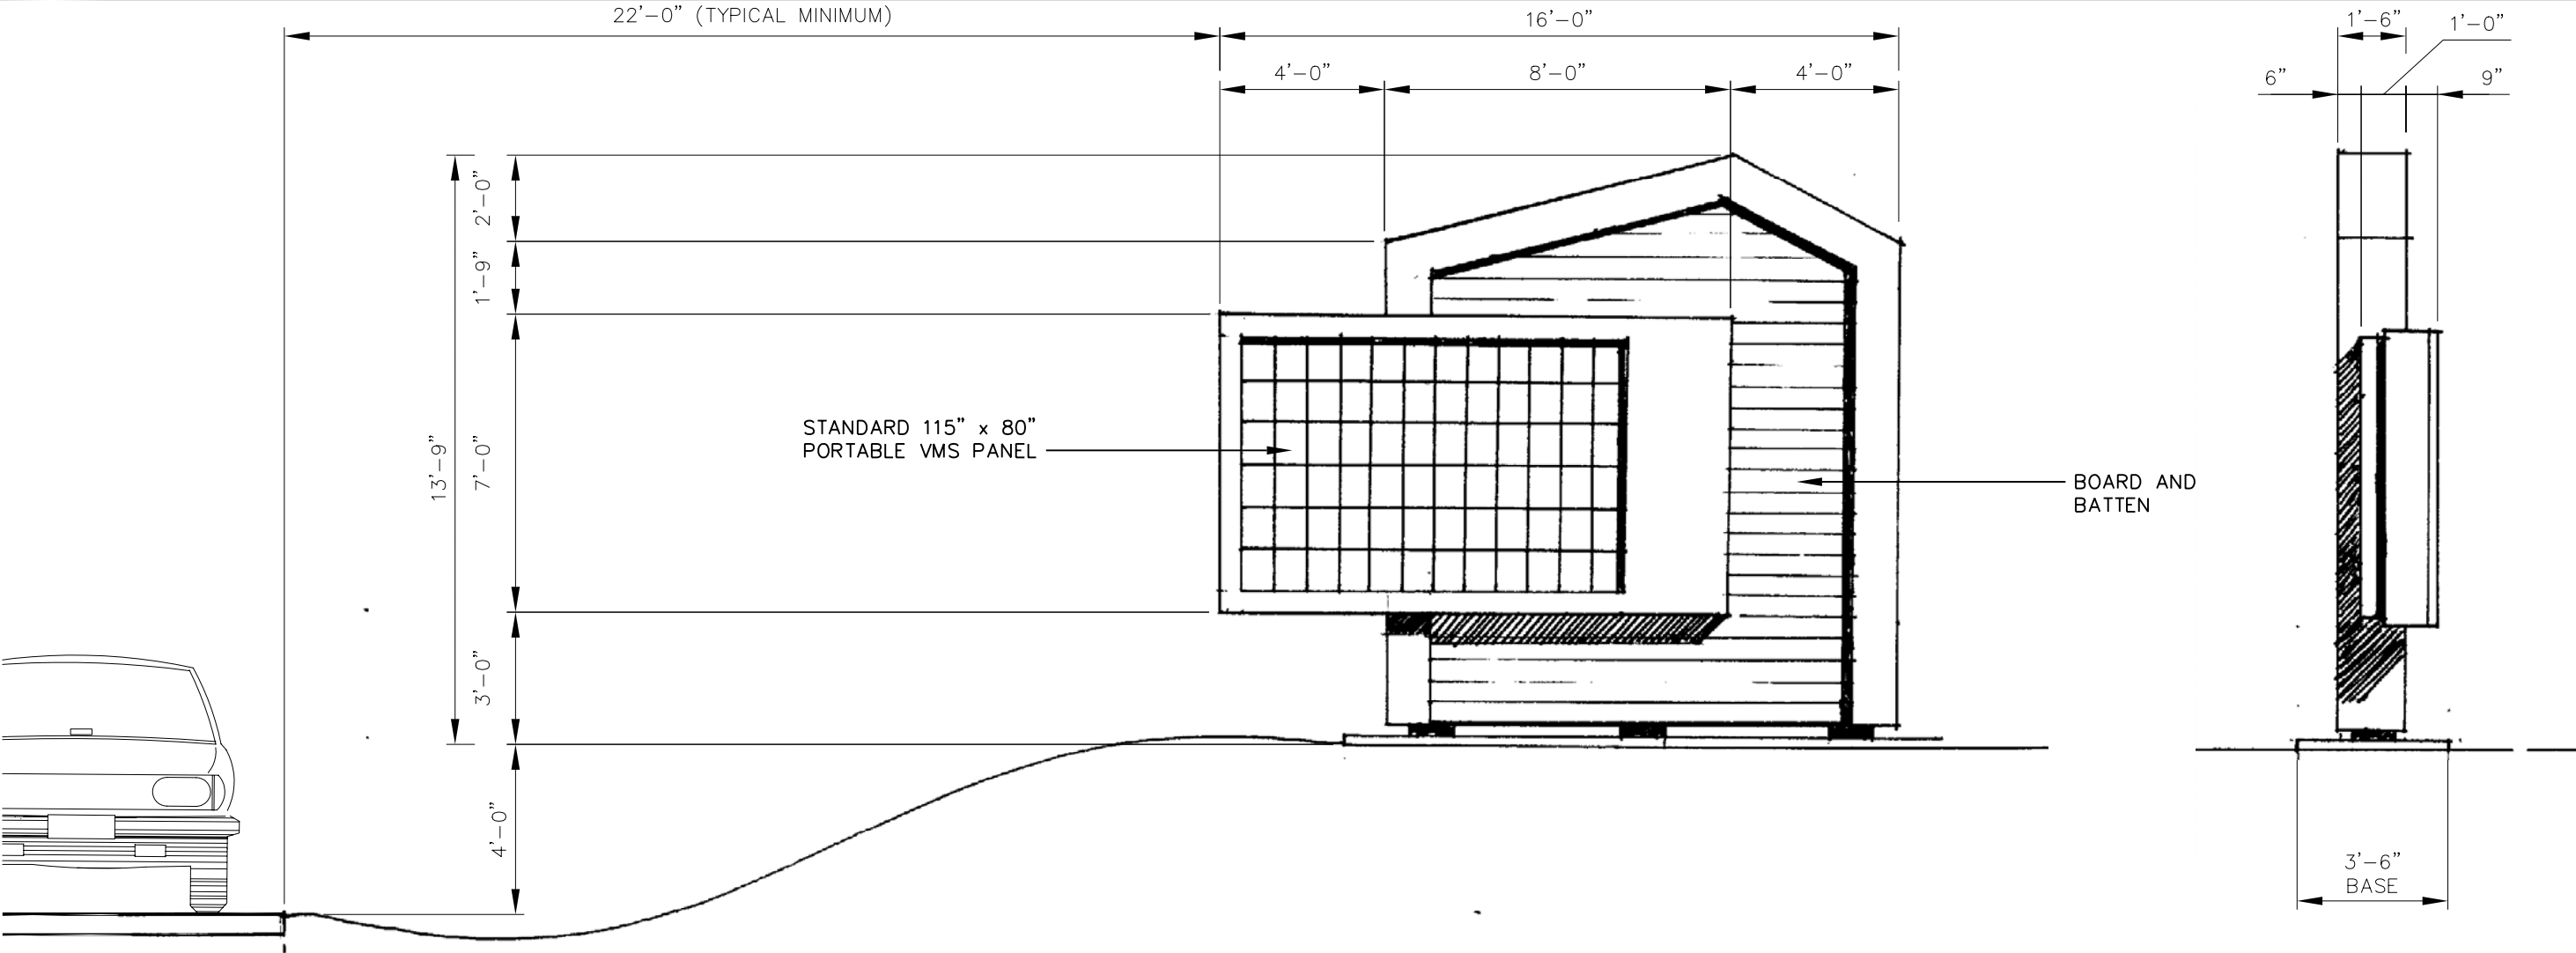 22'-0" (TYPICAL MINIMUM)
16'-0"
1'-6"
1'-0"
4'-0"
8'-0"
4'-0"
6"
9"
2'-0"
1'-9"
13'-9"
7'-0"
3'-0"
4'-0"
STANDARD 115" x 80"
PORTABLE VMS PANEL
BOARD AND
BATTEN
3'-6"
BASE